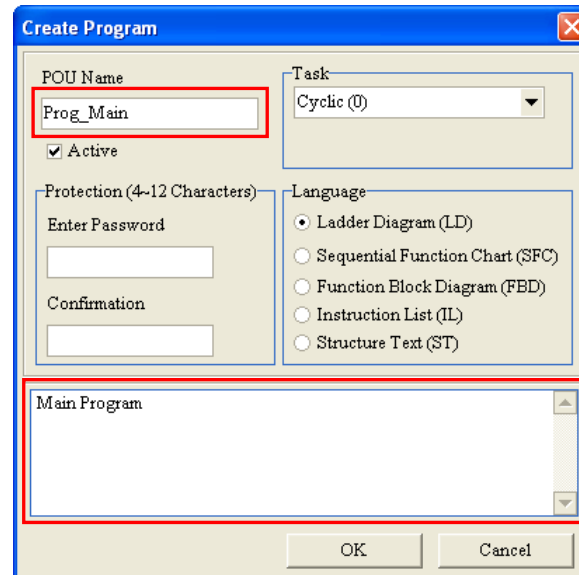 Create Program
POU Name
Prog_Main
Active
Task
Cyclic (0)
Protection (4~12 Characters)
Enter Password
Confirmation
Language
Ladder Diagram (LD)
Sequential Function Chart (SFC)
Function Block Diagram (FBD)
Instruction List (IL)
Structure Text (ST)
Main Program
OK
Cancel